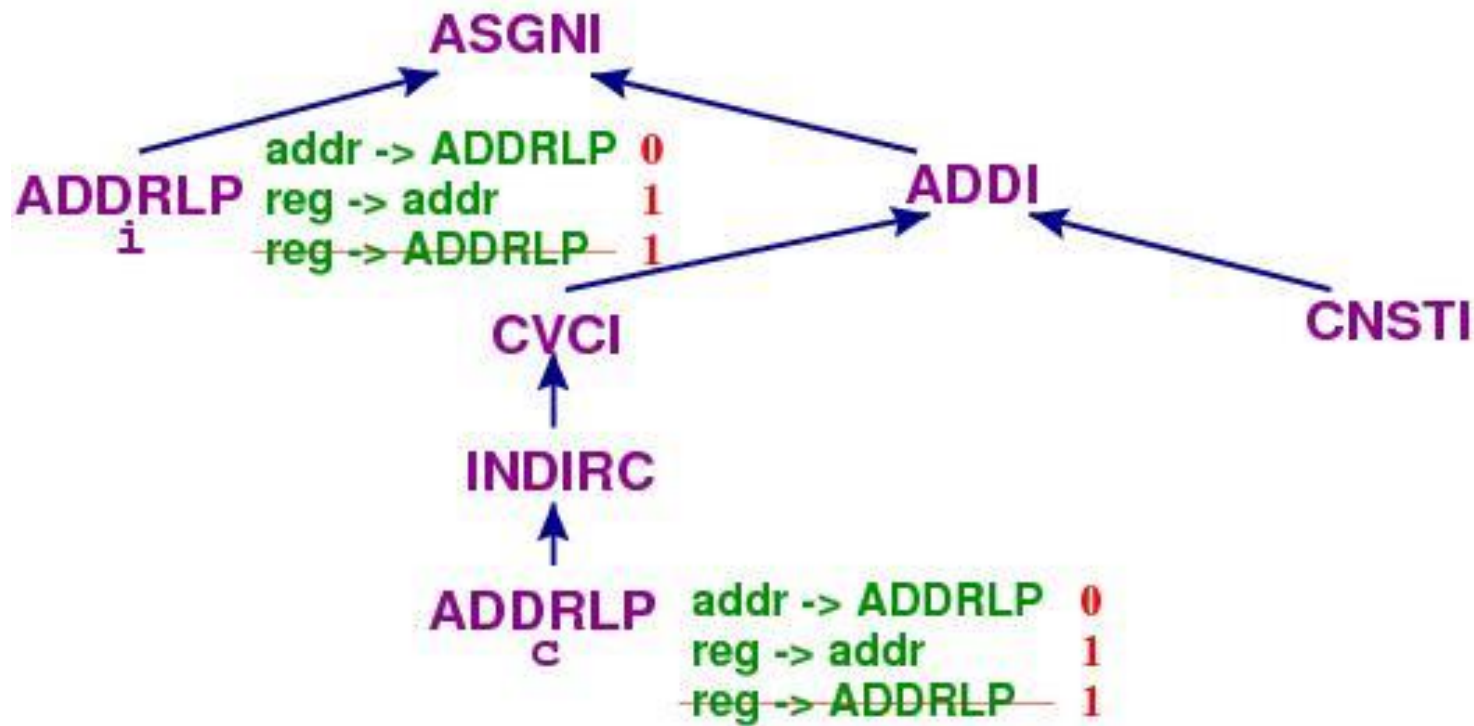 ASGNI
addr -> ADDRLP 0
ADDRLP reg -> addr 1
i reg -> ADDRLP 1
ADDI
CVCI
CNSTI
INDIRC
ADDRLP addr -> ADDRLP 0
c reg -> addr 1
reg -> ADDRLP 1